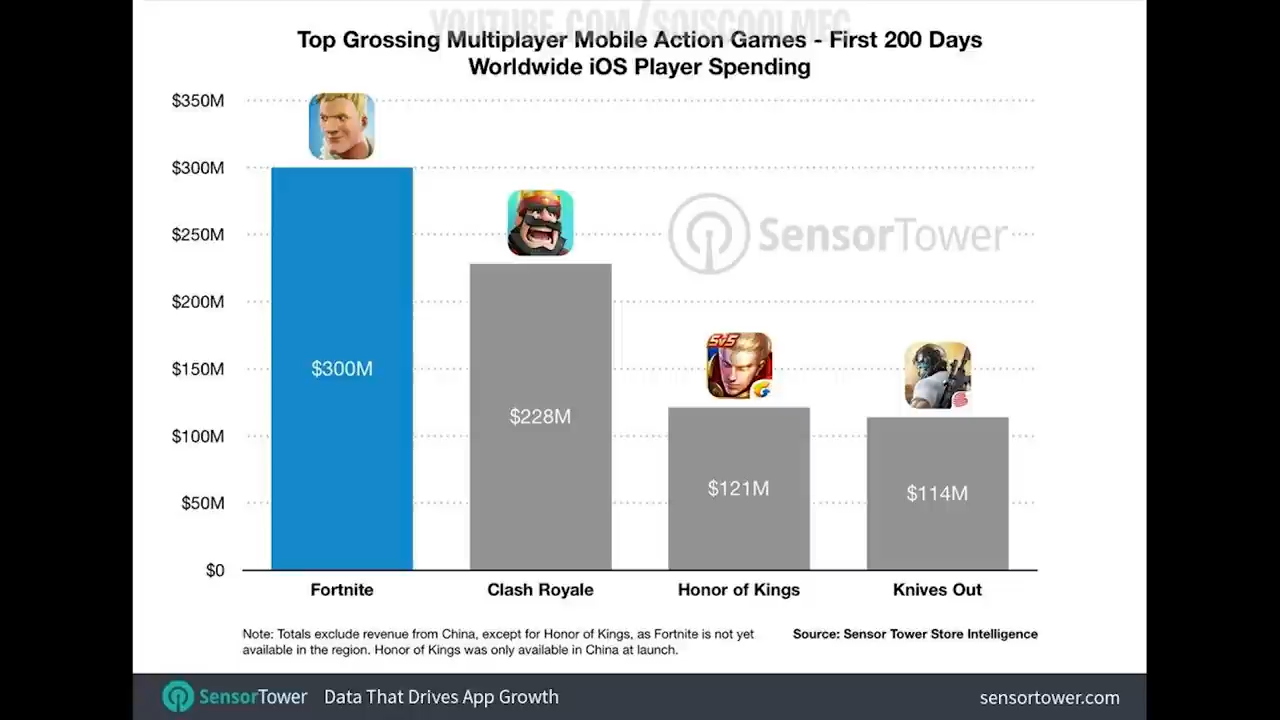 YOUTUBE.COM/SOISCOOLMFG
Top Grossing Multiplayer Mobile Action Games - First 200 Days
Worldwide iOS Player Spending
$350M
$300M
$250M
$200M
$150M
$100M
$50M
$0
SensorTower
5v5
$300M
$228M
$121M
$114M
Fortnite
Clash Royale
Honor of Kings
Knives Out
Note: Totals exclude revenue from China, except for Honor of Kings, as Fortnite is not yet
available in the region. Honor of Kings was only available in China at launch.
Source: Sensor Tower Store Intelligence
SensorTower Data That Drives App Growth
sensortower.com